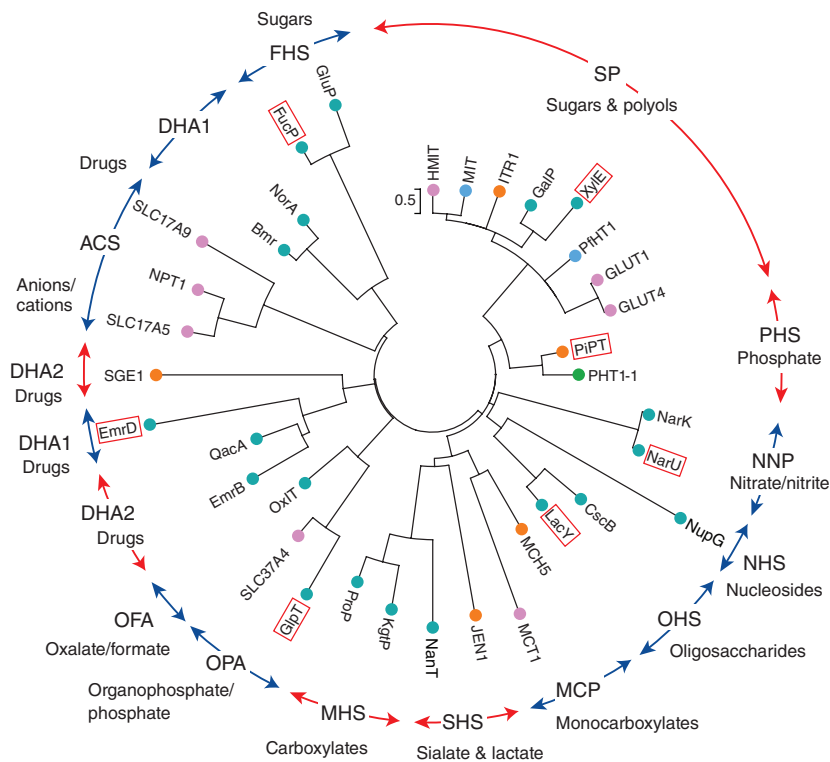 Sugars
FHS
SP
Sugars & polyols
DHA1
Drugs
ACS
Anions/
cations
DHA2
Drugs
DHA1
Drugs
DHA2
Drugs
OFA
Oxalate/formate
OPA
Organophosphate/
phosphate
MHS
Carboxylates
SHS
Sialate & lactate
MCP
Monocarboxylates
OHS
Oligosaccharides
NHS
Nucleosides
NNP
Nitrate/nitrite
PHS
Phosphate
0.5
GluP
FucP
NorA
Bmr
SLC17A9
NPT1
SLC17A5
SGE1
EmrD
QacA
EmrB
OxlT
SLC37A4
GlpT
ProP
KgtP
NanT
JEN1
MCT1
MCH5
LacY
CscB
NupG
NarU
NarK
PHT1-1
PiPT
GLUT4
GLUT1
PfHT1
XylE
GalP
ITR1
MIT
HMIT